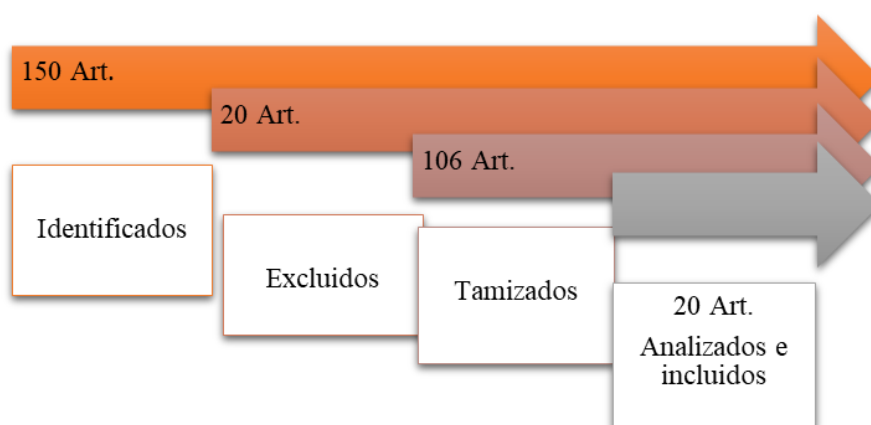 150 Art.
20 Art.
106 Art.
Identificados
Excluidos
Tamizados
20 Art.
Analizados e
incluidos